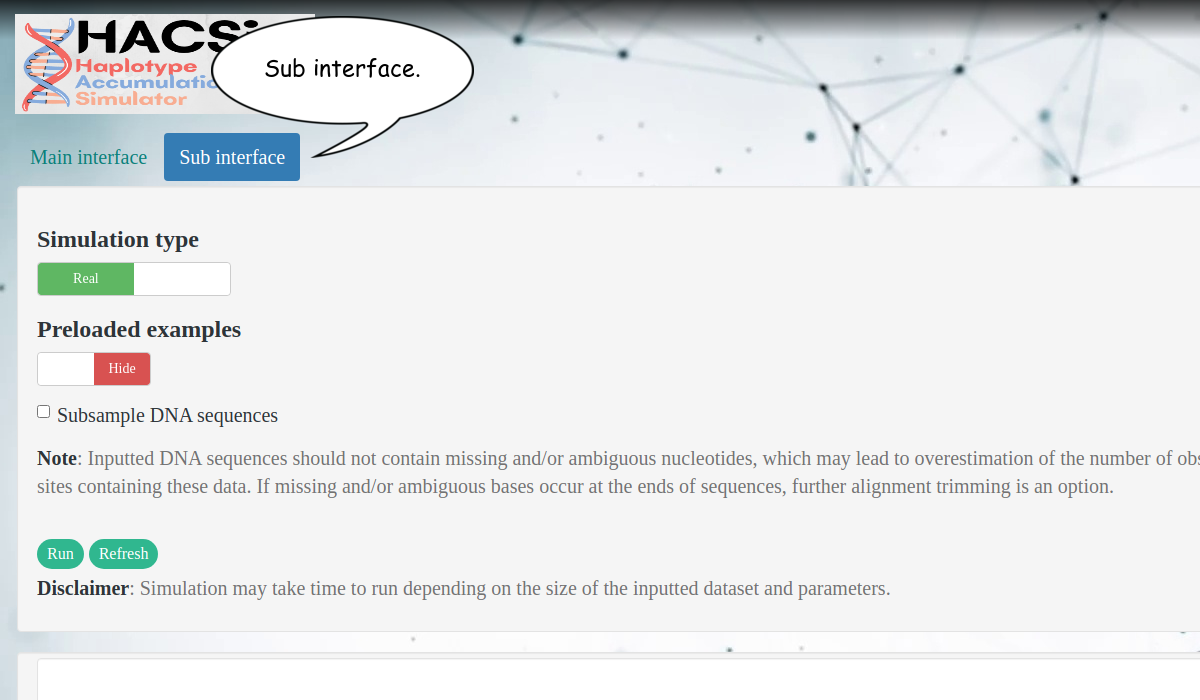 HACSi
Haplotype
Accumulatio
Simulator
Sub interface.
Main interface
Sub interface
Simulation type
Real
Preloaded examples
Hide
Subsample DNA sequences
Note: Inputted DNA sequences should not contain missing and/or ambiguous nucleotides, which may lead to overestimation of the number of obs
sites containing these data. If missing and/or ambiguous bases occur at the ends of sequences, further alignment trimming is an option.
Run
Refresh
Disclaimer: Simulation may take time to run depending on the size of the inputted dataset and parameters.